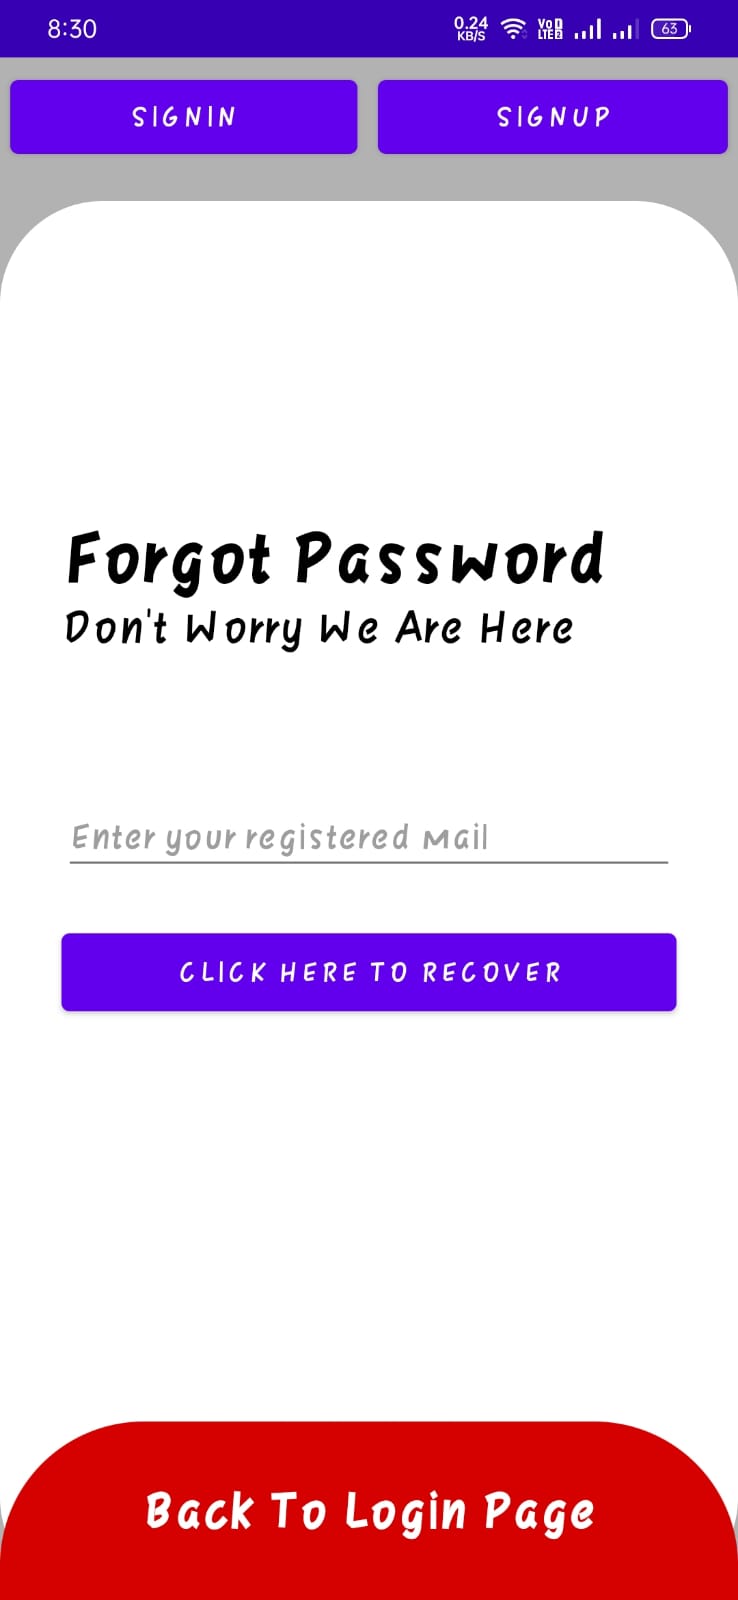 8:30
0.24 KB/S
VoD LTE2
63
SIGNIN
SIGNUP
Forgot Password
Don't Worry We Are Here
Enter your registered Mail
CLICK HERE TO RECOVER
Back To Login Page